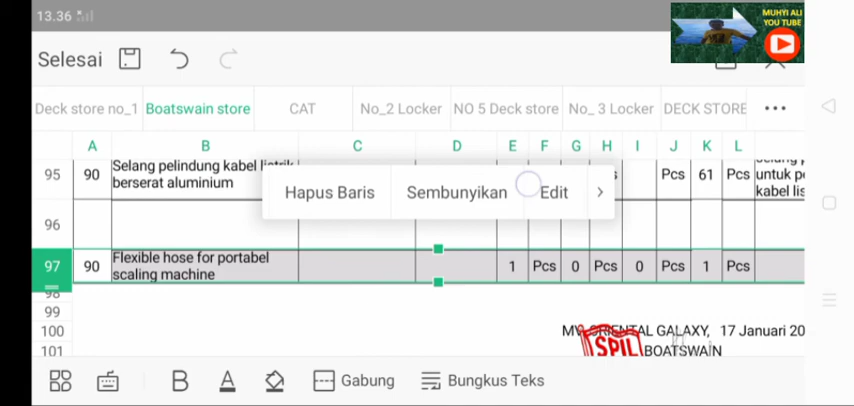 13.36
MUHYI ALI
YOU TUBE
Selesai
Deck store no_1 Boatswain store CAT No_2 Locker NO 5 Deck store No_ 3 Locker DECK STORE
A B C D E F G H I J K L
95 90 Selang pelindung kabel listrik
berserat aluminium
Pcs 61 Pcs
untuk
kabel lis
Hapus Baris Sembunyikan Edit >
96
97 90 Flexible hose for portabel
scaling machine
1 Pcs 0 Pcs 0 Pcs 1 Pcs
98
99
100 MV. ORIENTAL GALAXY, 17 Januari 20
101 SPIL BOATSWAIN
B A Gabung Bungkus Teks